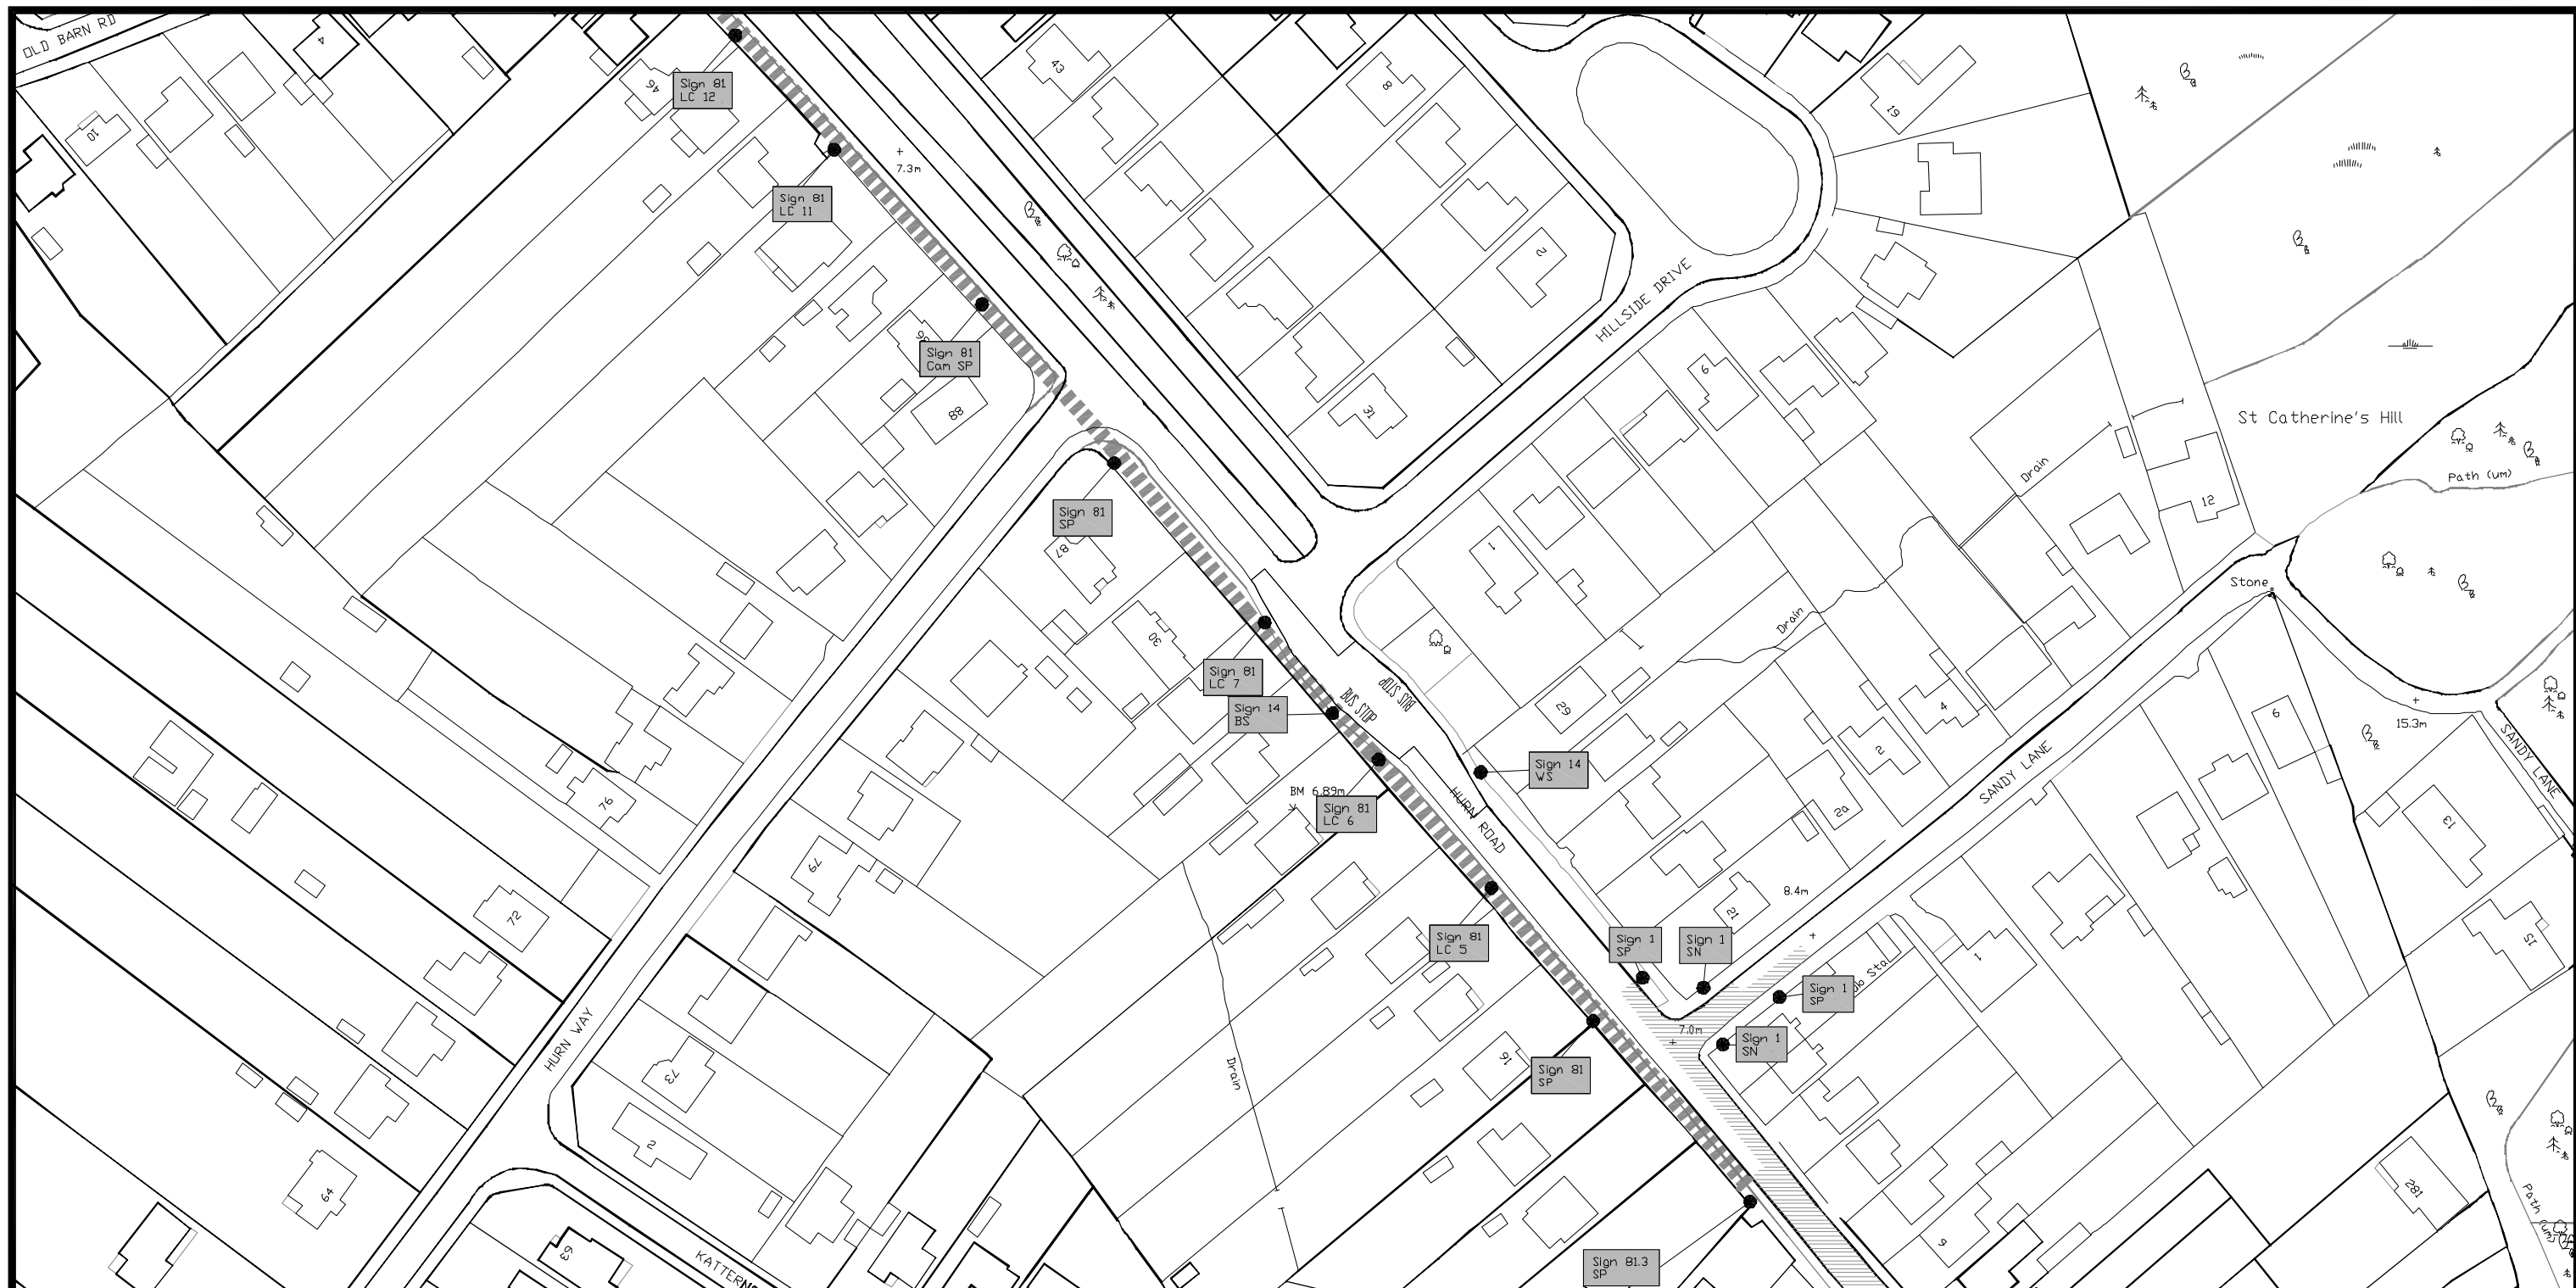 OLD BARN RD
4
10
46
Sign 81
LC 12
43
8
19
Sign 81
LC 11
7.3m
2
HILLSIDE DRIVE
Sign 81
Cam SP
88
31
6
St Catherine's Hill
Path (um)
Drain
12
Sign 81
SP
87
1
Stone
30
Drain
Sign 81
LC 7
Sign 14
BS
BUS STOP
BUS STOP
29
4
2
6
15.3m
SANDY LANE
SANDY LANE
Sign 14
WS
BM 6.89m
Sign 81
LC 6
HURN ROAD
76
2a
13
79
72
21
8.4m
Sign 81
LC 5
Sign 1
SP
Sign 1
SN
Sta
1
15
Sign 1
SP
7.0m
Sign 1
SN
HURN WAY
73
Drain
91
Sign 81
SP
2
64
63
KATTERN
Sign 81.3
SP
9
281
Path (um)